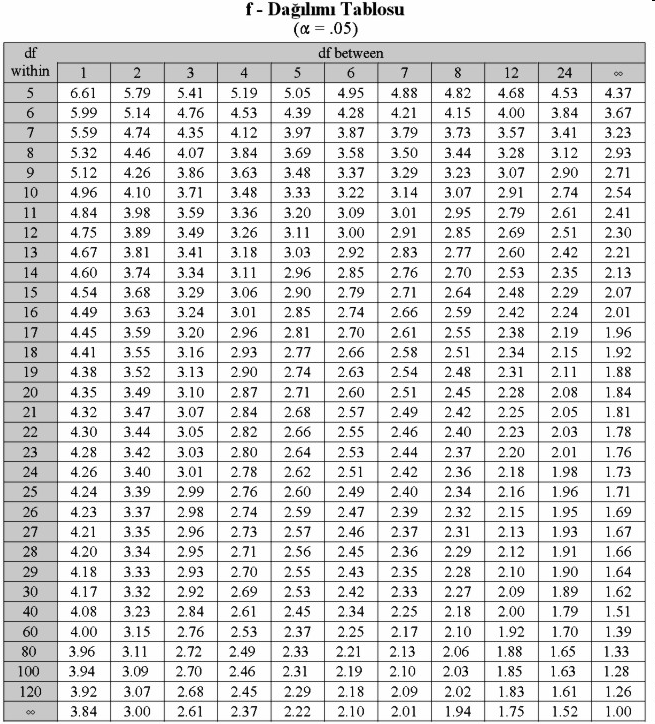 f - Dağılımı Tablosu
(α = .05)
df within df between
1 2 3 4 5 6 7 8 12 24 ∞
5 6.61 5.79 5.41 5.19 5.05 4.95 4.88 4.82 4.68 4.53 4.37
6 5.99 5.14 4.76 4.53 4.39 4.28 4.21 4.15 4.00 3.84 3.67
7 5.59 4.74 4.35 4.12 3.97 3.87 3.79 3.73 3.57 3.41 3.23
8 5.32 4.46 4.07 3.84 3.69 3.58 3.50 3.44 3.28 3.12 2.93
9 5.12 4.26 3.86 3.63 3.48 3.37 3.29 3.23 3.07 2.90 2.71
10 4.96 4.10 3.71 3.48 3.33 3.22 3.14 3.07 2.91 2.74 2.54
11 4.84 3.98 3.59 3.36 3.20 3.09 3.01 2.95 2.79 2.61 2.41
12 4.75 3.89 3.49 3.26 3.11 3.00 2.91 2.85 2.69 2.51 2.30
13 4.67 3.81 3.41 3.18 3.03 2.92 2.83 2.77 2.60 2.42 2.21
14 4.60 3.74 3.34 3.11 2.96 2.85 2.76 2.70 2.53 2.35 2.13
15 4.54 3.68 3.29 3.06 2.90 2.79 2.71 2.64 2.48 2.29 2.07
16 4.49 3.63 3.24 3.01 2.85 2.74 2.66 2.59 2.42 2.24 2.01
17 4.45 3.59 3.20 2.96 2.81 2.70 2.61 2.55 2.38 2.19 1.96
18 4.41 3.55 3.16 2.93 2.77 2.66 2.58 2.51 2.34 2.15 1.92
19 4.38 3.52 3.13 2.90 2.74 2.63 2.54 2.48 2.31 2.11 1.88
20 4.35 3.49 3.10 2.87 2.71 2.60 2.51 2.45 2.28 2.08 1.84
21 4.32 3.47 3.07 2.84 2.68 2.57 2.49 2.42 2.25 2.05 1.81
22 4.30 3.44 3.05 2.82 2.66 2.55 2.46 2.40 2.23 2.03 1.78
23 4.28 3.42 3.03 2.80 2.64 2.53 2.44 2.37 2.20 2.01 1.76
24 4.26 3.40 3.01 2.78 2.62 2.51 2.42 2.36 2.18 1.98 1.73
25 4.24 3.39 2.99 2.76 2.60 2.49 2.40 2.34 2.16 1.96 1.71
26 4.23 3.37 2.98 2.74 2.59 2.47 2.39 2.32 2.15 1.95 1.69
27 4.21 3.35 2.96 2.73 2.57 2.46 2.37 2.31 2.13 1.93 1.67
28 4.20 3.34 2.95 2.71 2.56 2.45 2.36 2.29 2.12 1.91 1.66
29 4.18 3.33 2.93 2.70 2.55 2.43 2.35 2.28 2.10 1.90 1.64
30 4.17 3.32 2.92 2.69 2.53 2.42 2.33 2.27 2.09 1.89 1.62
40 4.08 3.23 2.84 2.61 2.45 2.34 2.25 2.18 2.00 1.79 1.51
60 4.00 3.15 2.76 2.53 2.37 2.25 2.17 2.10 1.92 1.70 1.39
80 3.96 3.11 2.72 2.49 2.33 2.21 2.13 2.06 1.88 1.65 1.33
100 3.94 3.09 2.70 2.46 2.31 2.19 2.10 2.03 1.85 1.63 1.28
120 3.92 3.07 2.68 2.45 2.29 2.18 2.09 2.02 1.83 1.61 1.26
∞ 3.84 3.00 2.61 2.37 2.22 2.10 2.01 1.94 1.75 1.52 1.00